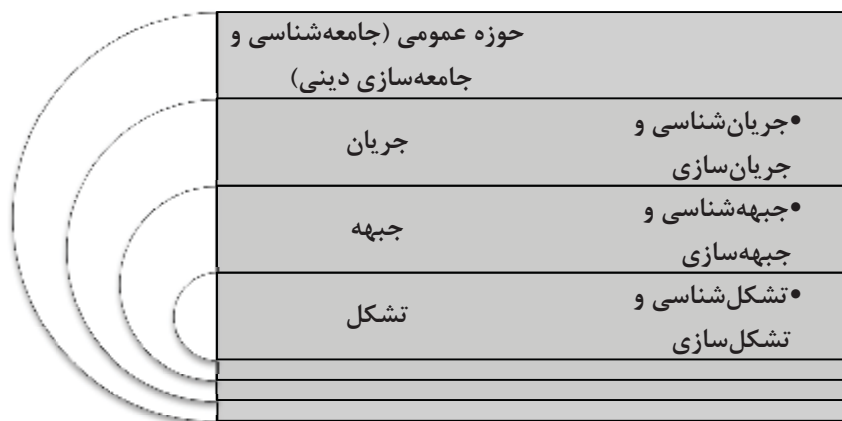 حوزه عمومی (جامعه‌شناسی و
جامعه‌سازی دینی)
•جریان‌شناسی و
جریان‌سازی
جریان
•جبهه‌شناسی و
جبهه‌سازی
جبهه
•تشکل‌شناسی و
تشکل‌سازی
تشکل